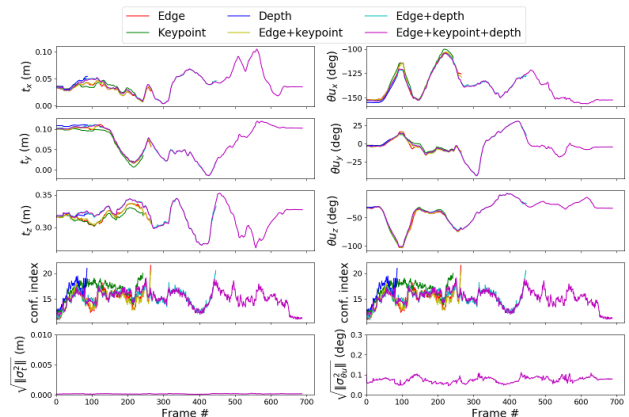 Edge Depth Edge+depth
Keypoint Edge+keypoint Edge+keypoint+depth
t_x (m)
0.10
0.05
0.00
θu_x (deg)
−100
−125
−150
t_y (m)
0.10
0.05
0.00
θu_y (deg)
25
0
−25
t_z (m)
0.35
0.30
θu_z (deg)
−50
−100
conf. index
20
15
conf. index
20
15
√‖σ_t^2‖ (m)
0.010
0.005
0.000
√‖σ_θu^2‖ (deg)
0.3
0.2
0.1
0.0
0 100 200 300 400 500 600 700
0 100 200 300 400 500 600 700
Frame # Frame #